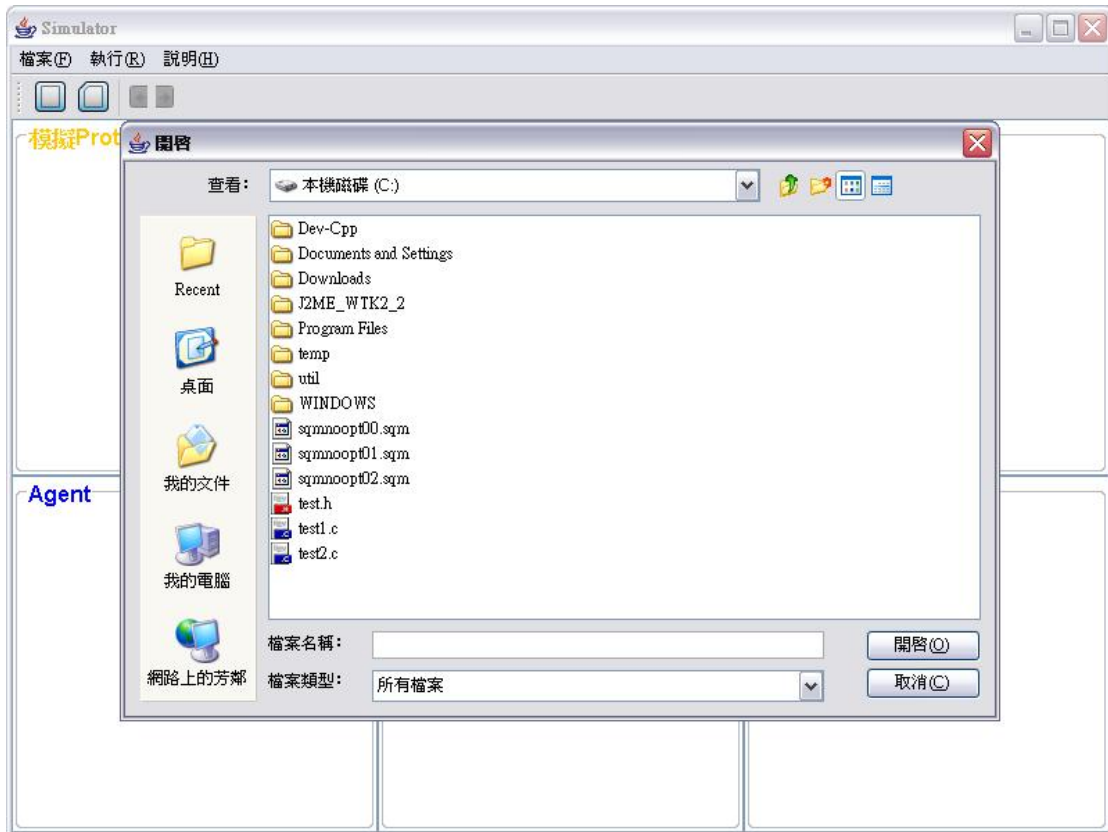 Simulator
檔案(F) 執行(R) 說明(H)
模擬Prot
開啓
查看: 本機磁碟 (C:)
Recent
桌面
我的文件
我的電腦
網路上的芳鄰
Dev-Cpp
Documents and Settings
Downloads
J2ME_WTK2_2
Program Files
temp
util
WINDOWS
sqmnoopt00.sqm
sqmnoopt01.sqm
sqmnoopt02.sqm
test.h
test1.c
test2.c
檔案名稱:
開啓(O)
檔案類型: 所有檔案
取消(C)
Agent